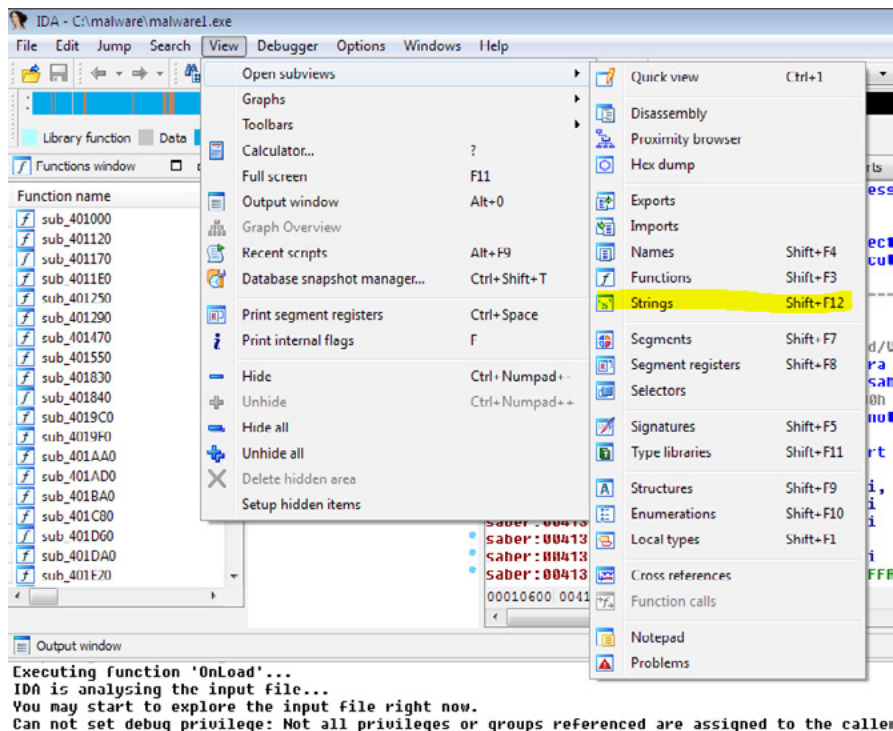 IDA - C:\malware\malware1.exe
File Edit Jump Search View Debugger Options Windows Help
Open subviews
Graphs
Toolbars
Calculator... ?
Full screen F11
Output window Alt+0
Graph Overview
Recent scripts Alt+F9
Database snapshot manager... Ctrl+Shift+T
Print segment registers Ctrl+Space
Print internal flags F
Hide Ctrl+Numpad+-
Unhide Ctrl+Numpad++
Hide all
Unhide all
Delete hidden area
Setup hidden items
Quick view Ctrl+1
Disassembly
Proximity browser
Hex dump
Exports
Imports
Names Shift+F4
Functions Shift+F3
Strings Shift+F12
Segments Shift+F7
Segment registers Shift+F8
Selectors
Signatures Shift+F5
Type libraries Shift+F11
Structures Shift+F9
Enumerations Shift+F10
Local types Shift+F1
Cross references
Function calls
Notepad
Problems
Library function Data
Functions window
Function name
sub_401000
sub_401120
sub_401170
sub_4011E0
sub_401250
sub_401290
sub_401470
sub_401550
sub_401830
sub_401840
sub_4019C0
sub_4019F0
sub_401AA0
sub_401AD0
sub_401BA0
sub_401C80
sub_401D60
sub_401DA0
sub_401E20
saber:00413
saber:00413
saber:00413
saber:00413
00010600 0041
Output window
Executing function 'OnLoad'...
IDA is analysing the input file...
You may start to explore the input file right now.
Can not set debug privilege: Not all privileges or groups referenced are assigned to the caller